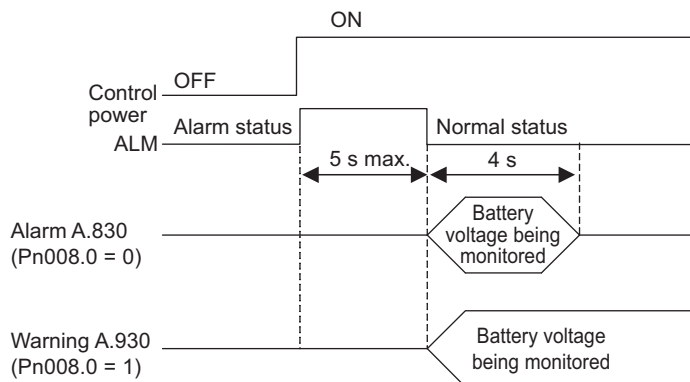 ON
OFF
Control
power
ALM
Alarm status
Normal status
5 s max.
4 s
Alarm A.830
(Pn008.0 = 0)
Battery
voltage being
monitored
Warning A.930
(Pn008.0 = 1)
Battery voltage
being monitored